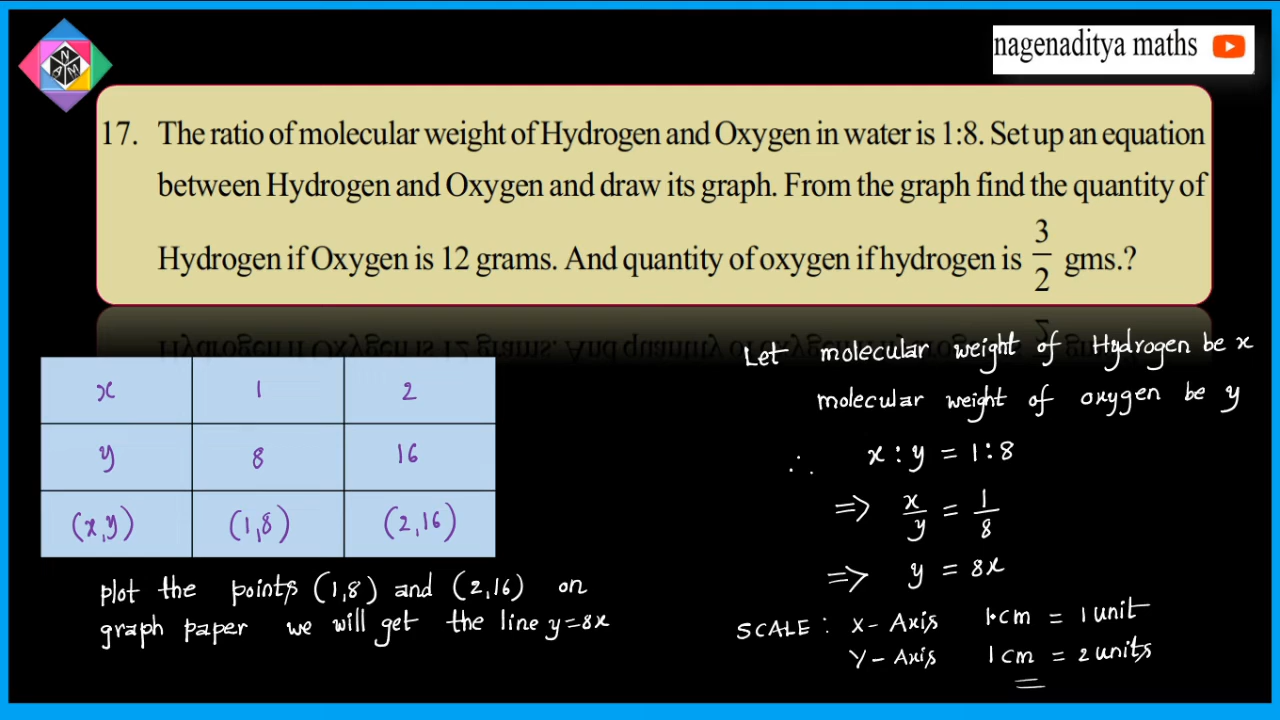 N
A M
nagenaditya maths
17. The ratio of molecular weight of Hydrogen and Oxygen in water is 1:8. Set up an equation
between Hydrogen and Oxygen and draw its graph. From the graph find the quantity of
Hydrogen if Oxygen is 12 grams. And quantity of oxygen if hydrogen is 3/2 gms.?
x 1 2
y 8 16
(x,y) (1,8) (2,16)
plot the points (1,8) and (2,16) on
graph paper we will get the line y=8x
Let molecular weight of Hydrogen be x
molecular weight of oxygen be y
∴ x : y = 1 : 8
=> x/y = 1/8
=> y = 8x
SCALE : X - Axis 1 cm = 1 unit
Y - Axis 1 cm = 2 units